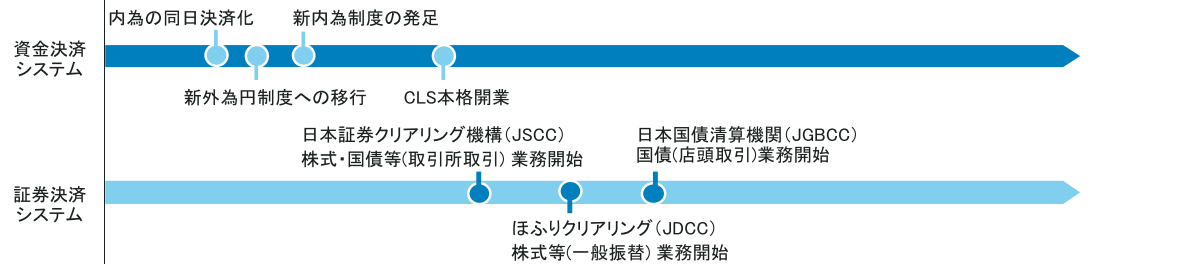 内為の同日決済化
新内為制度の発足
資金決済
システム
新外為円制度への移行
CLS本格開業
日本証券クリアリング機構(JSCC)
株式・国債等(取引所取引) 業務開始
日本国債清算機関(JGBCC)
国債(店頭取引)業務開始
証券決済
システム
ほふりクリアリング(JDCC)
株式等(一般振替) 業務開始